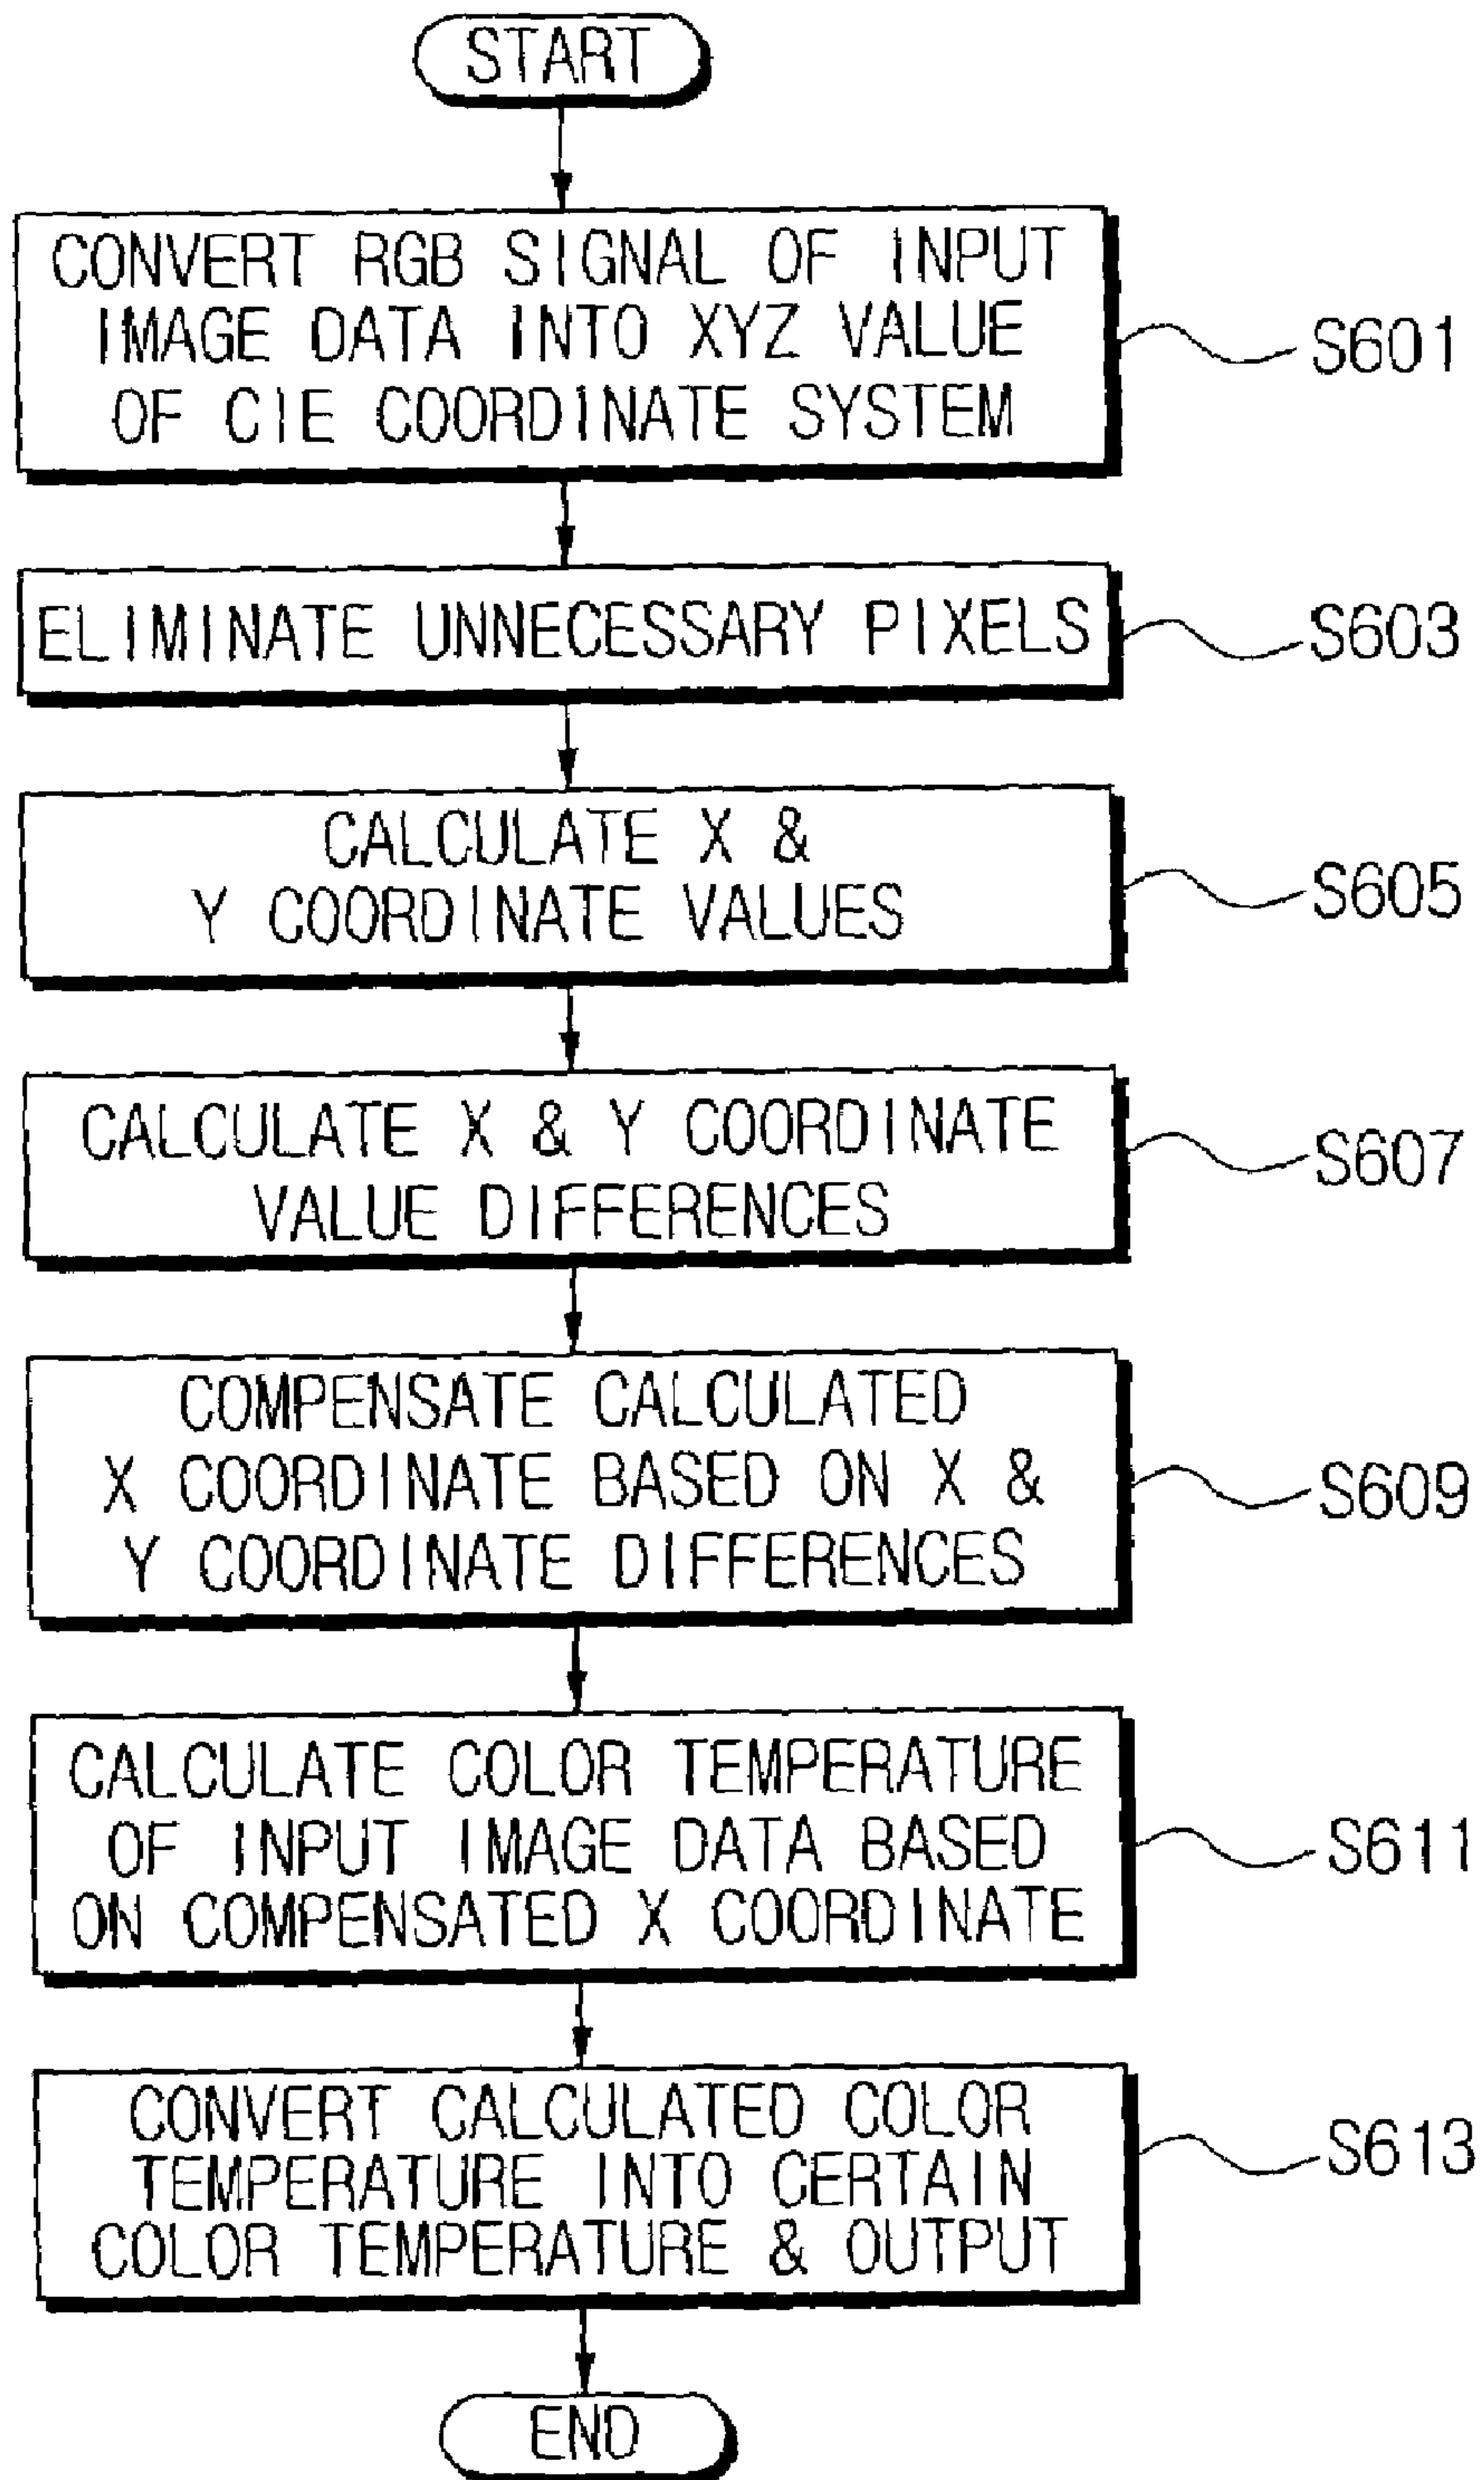 START
CONVERT RGB SIGNAL OF INPUT
IMAGE DATA INTO XYZ VALUE
OF CIE COORDINATE SYSTEM
S601
ELIMINATE UNNECESSARY PIXELS
S603
CALCULATE X &
Y COORDINATE VALUES
S605
CALCULATE X & Y COORDINATE
VALUE DIFFERENCES
S607
COMPENSATE CALCULATED
X COORDINATE BASED ON X &
Y COORDINATE DIFFERENCES
S609
CALCULATE COLOR TEMPERATURE
OF INPUT IMAGE DATA BASED
ON COMPENSATED X COORDINATE
S611
CONVERT CALCULATED COLOR
TEMPERATURE INTO CERTAIN
COLOR TEMPERATURE & OUTPUT
S613
END